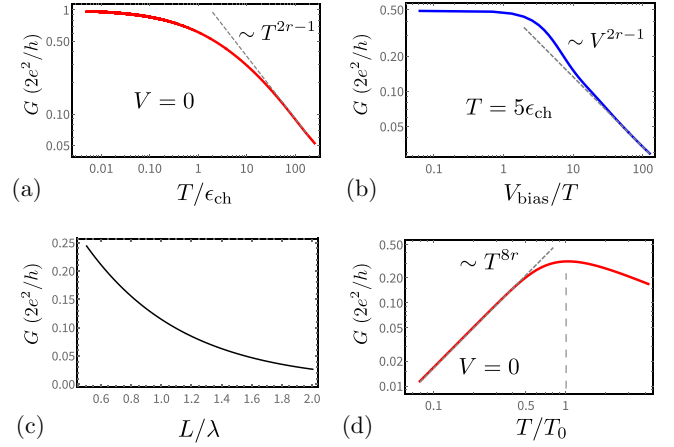 G (2e²/h)
1
0.50
0.10
0.05
~ T^{2r−1}
V = 0
0.01
0.10
1
10
100
(a)
T/ϵ_ch
G (2e²/h)
0.50
0.10
0.05
~ V^{2r−1}
T = 5ϵ_ch
0.1
1
10
100
(b)
V_bias/T
G (2e²/h)
0.25
0.20
0.15
0.10
0.05
0.00
0.6
0.8
1.0
1.2
1.4
1.6
1.8
2.0
(c)
L/λ
G (2e²/h)
0.50
0.20
0.10
0.05
0.02
0.01
~ T^{8r}
V = 0
0.1
0.5
1
(d)
T/T_0